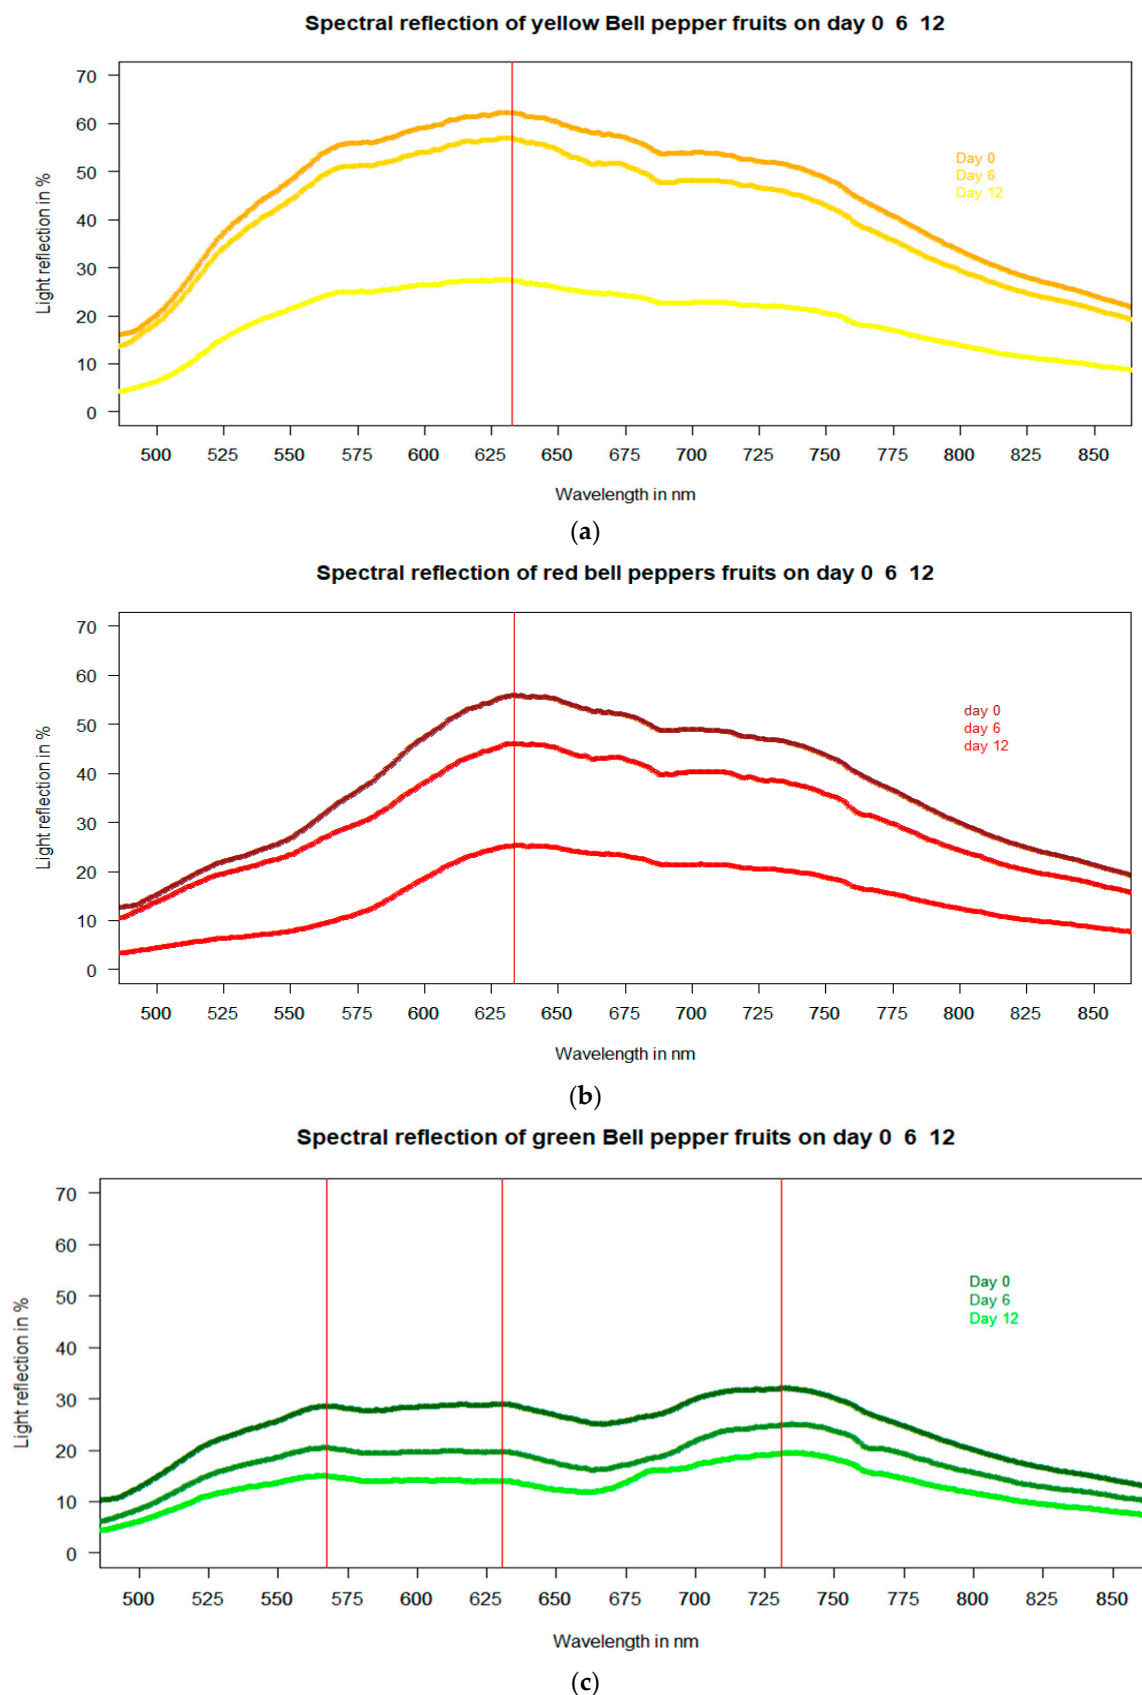 Spectral reflection of yellow Bell pepper fruits on day 0 6 12
70
60
50
40
30
20
10
0
Light reflection in %
Day 0
Day 6
Day 12
500 525 550 575 600 625 650 675 700 725 750 775 800 825 850
Wavelength in nm
(a)
Spectral reflection of red bell peppers fruits on day 0 6 12
70
60
50
40
30
20
10
0
Light reflection in %
day 0
day 6
day 12
500 525 550 575 600 625 650 675 700 725 750 775 800 825 850
Wavelength in nm
(b)
Spectral reflection of green Bell pepper fruits on day 0 6 12
70
60
50
40
30
20
10
0
Light reflection in %
Day 0
Day 6
Day 12
500 525 550 575 600 625 650 675 700 725 750 775 800 825 850
Wavelength in nm
(c)